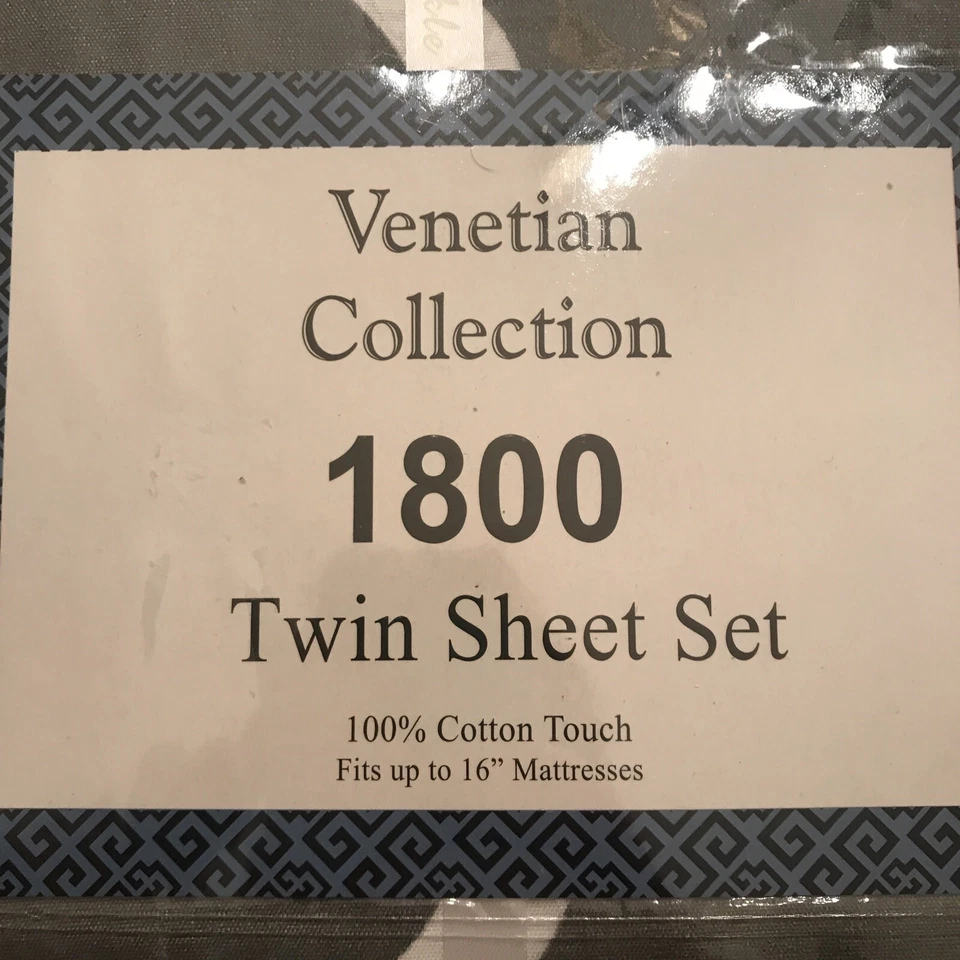 Venetian
Collection
1800
Twin Sheet Set
100% Cotton Touch
Fits up to 16” Mattresses